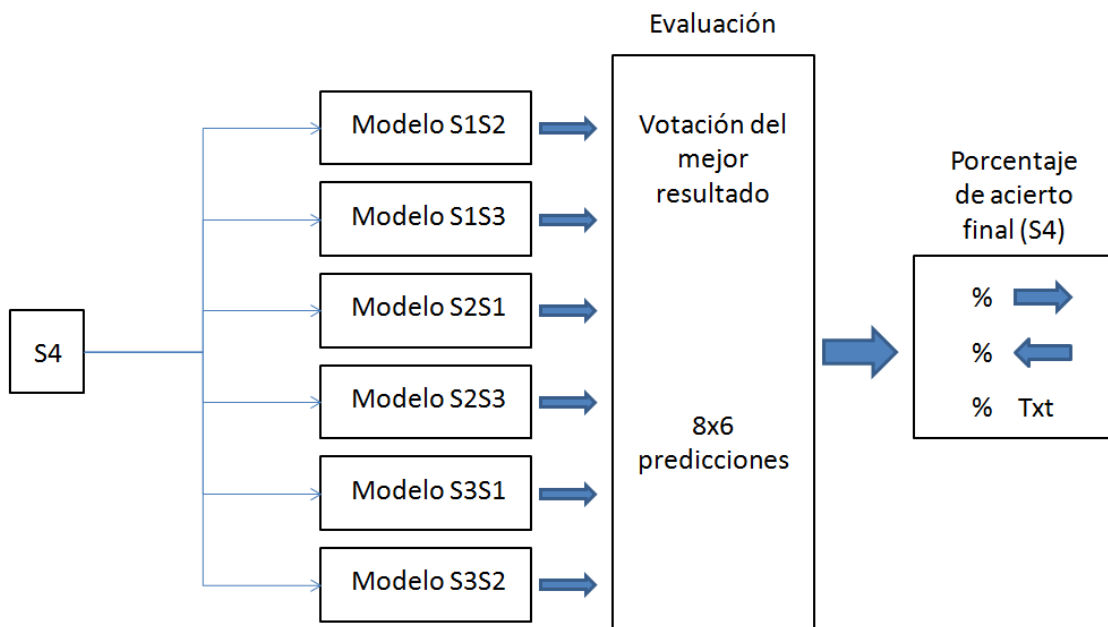 Evaluación
S4
Modelo S1S2
Modelo S1S3
Modelo S2S1
Modelo S2S3
Modelo S3S1
Modelo S3S2
Votación del
mejor
resultado
8x6
predicciones
Porcentaje
de acierto
final (S4)
%
%
% Txt